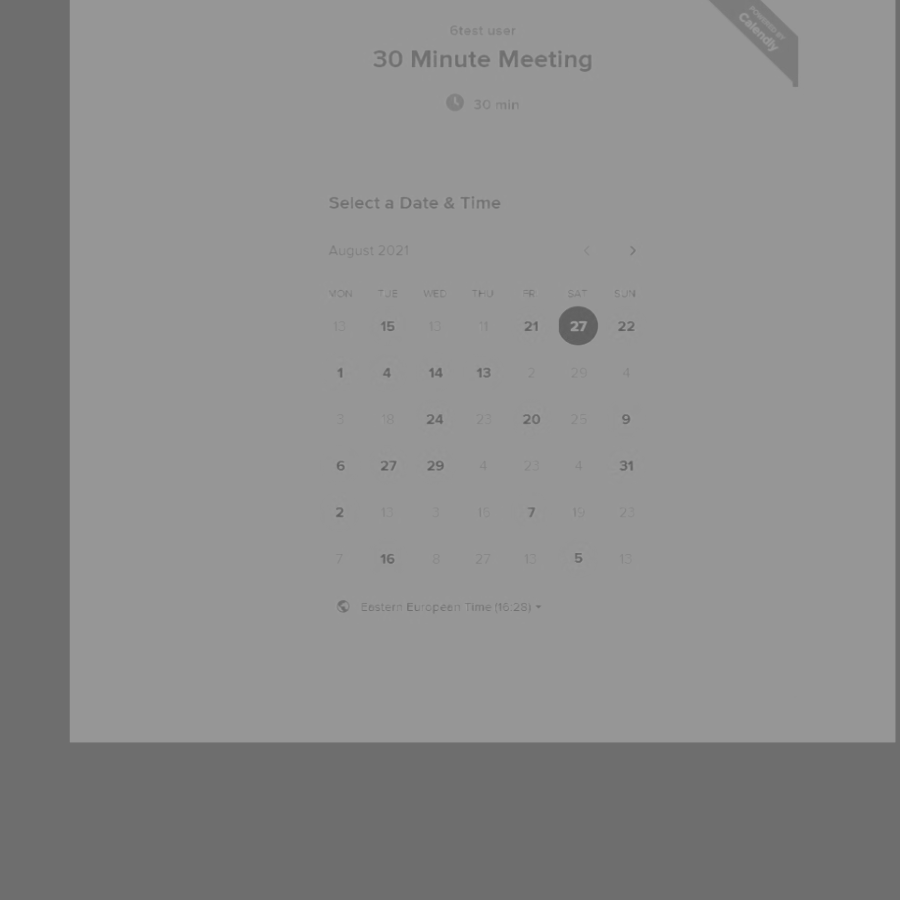 POWERED BY
Calendly
6test user
30 Minute Meeting
30 min
Select a Date & Time
August 2021
MON TUE WED THU FRI SAT SUN
13 15 13 11 21 27 22
1 4 14 13 2 29 4
3 18 24 23 20 25 9
6 27 29 4 23 4 31
2 13 3 15 7 19 23
7 16 8 27 13 5 13
Eastern European Time (16:28)